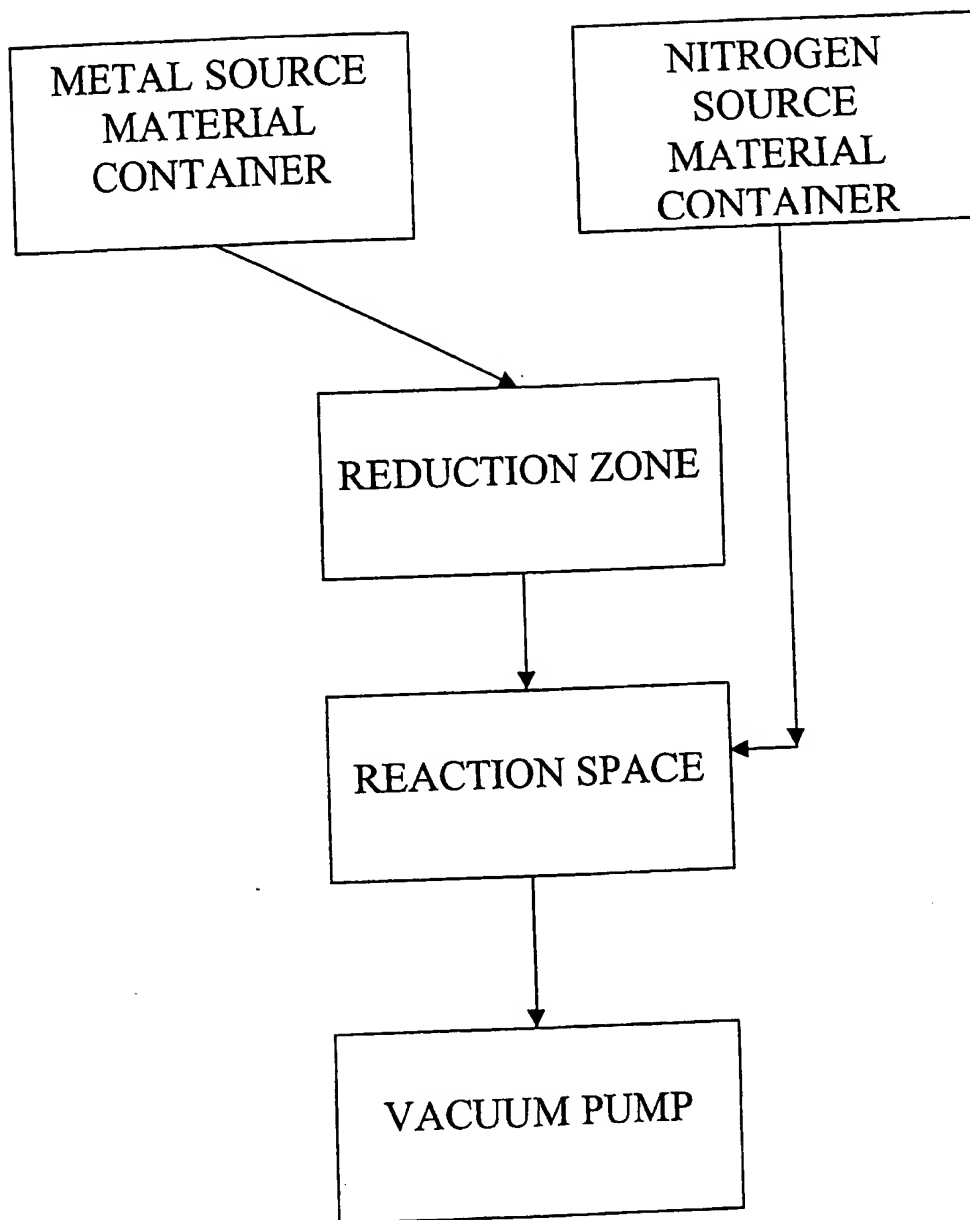 METAL SOURCE
MATERIAL
CONTAINER
NITROGEN
SOURCE
MATERIAL
CONTAINER
REDUCTION ZONE
REACTION SPACE
VACUUM PUMP